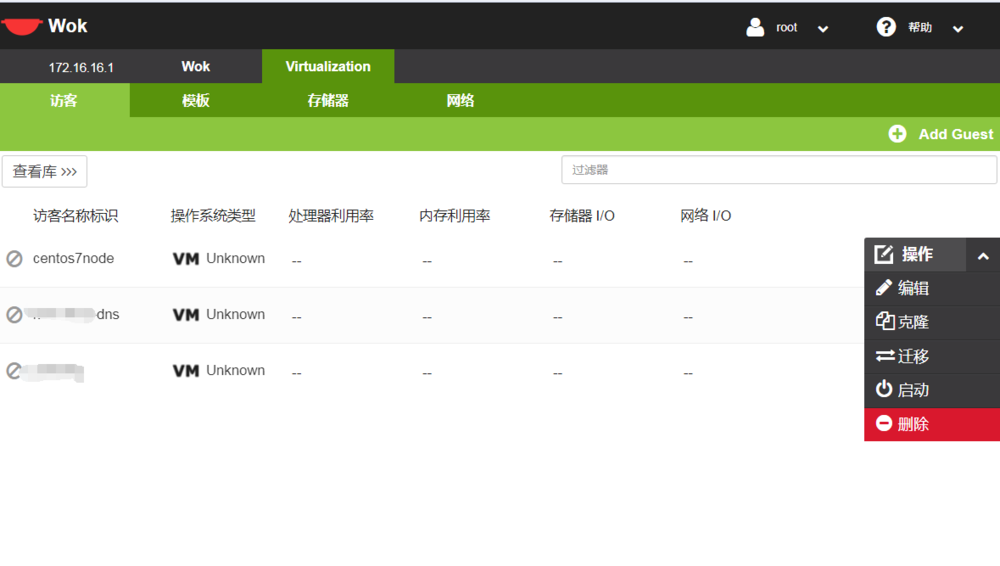 Wok
root
帮助
172.16.16.1 Wok Virtualization
访客 模板 存储器 网络
Add Guest
查看库 >>>
过滤器
访客名称标识 操作系统类型 处理器利用率 内存利用率 存储器 I/O 网络 I/O
centos7node VM Unknown -- -- -- --
操作
编辑
-dns VM Unknown -- -- -- --
克隆
迁移
VM Unknown -- -- -- --
启动
删除